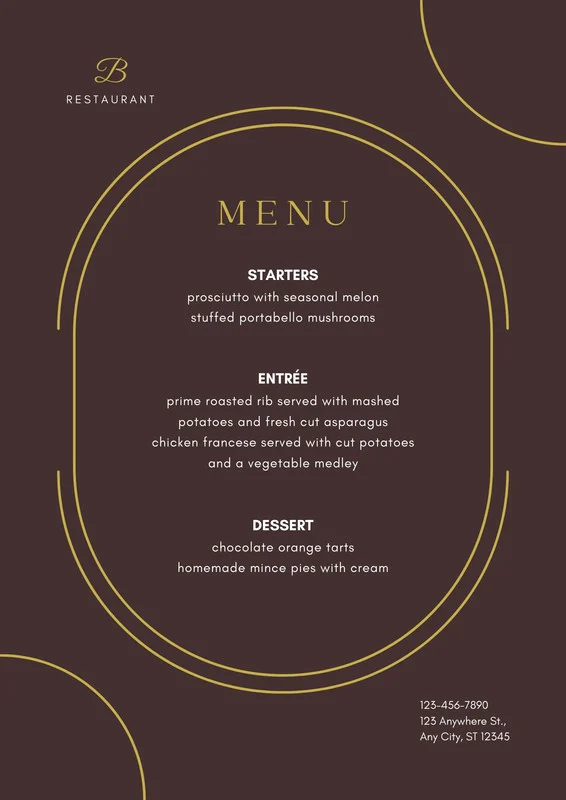 B
RESTAURANT
MENU
STARTERS
prosciutto with seasonal melon
stuffed portabello mushrooms
ENTRÉE
prime roasted rib served with mashed
potatoes and fresh cut asparagus
chicken francese served with cut potatoes
and a vegetable medley
DESSERT
chocolate orange tarts
homemade mince pies with cream
123-456-7890
123 Anywhere St.,
Any City, ST 12345